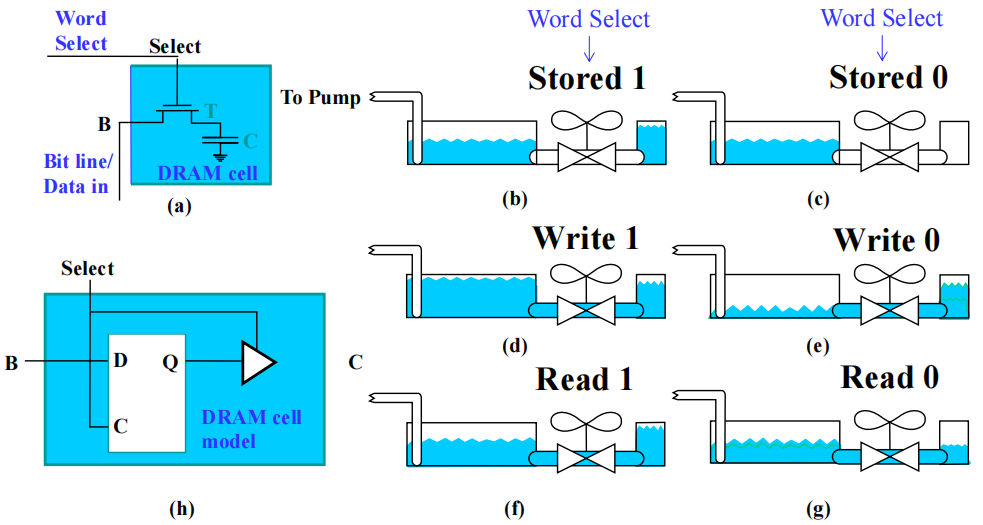 Word
Select
Select
B
T
C
Bit line/
Data in
DRAM cell
(a)
To Pump
Word Select
Stored 1
(b)
Word Select
Stored 0
(c)
Write 1
(d)
Write 0
(e)
Select
B
D
Q
C
DRAM cell
model
(h)
C
Read 1
(f)
Read 0
(g)